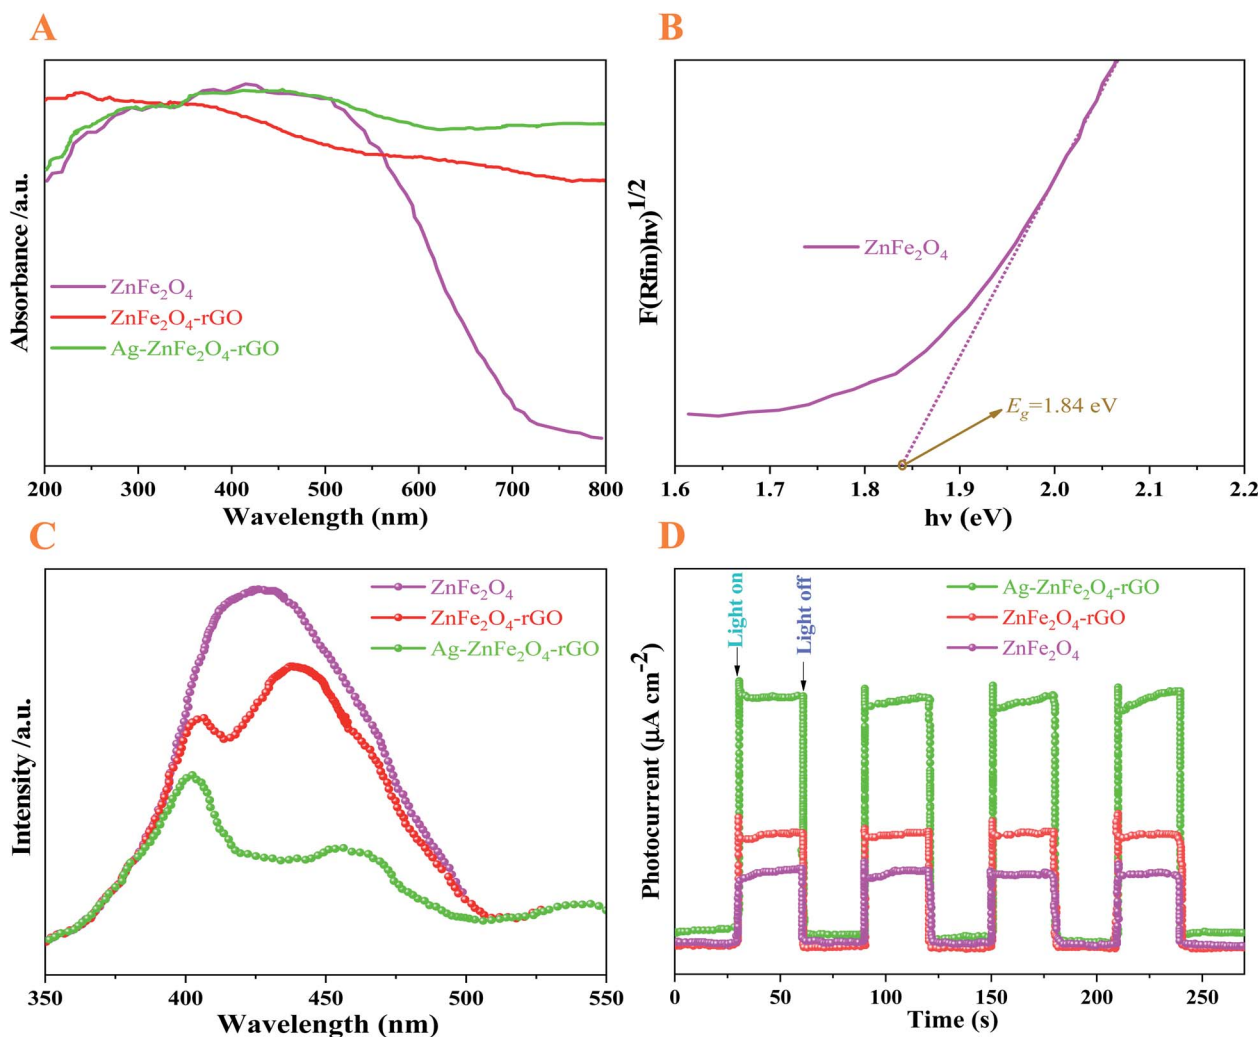 A
Absorbance /a.u.
ZnFe₂O₄
ZnFe₂O₄-rGO
Ag-ZnFe₂O₄-rGO
200 300 400 500 600 700 800
Wavelength (nm)
B
F(Rfin)hν)^1/2
ZnFe₂O₄
E_g=1.84 eV
1.6 1.7 1.8 1.9 2.0 2.1 2.2
hν (eV)
C
Intensity /a.u.
ZnFe₂O₄
ZnFe₂O₄-rGO
Ag-ZnFe₂O₄-rGO
350 400 450 500 550
Wavelength (nm)
D
Photocurrent (μA cm⁻²)
Light on
Light off
Ag-ZnFe₂O₄-rGO
ZnFe₂O₄-rGO
ZnFe₂O₄
0 50 100 150 200 250
Time (s)